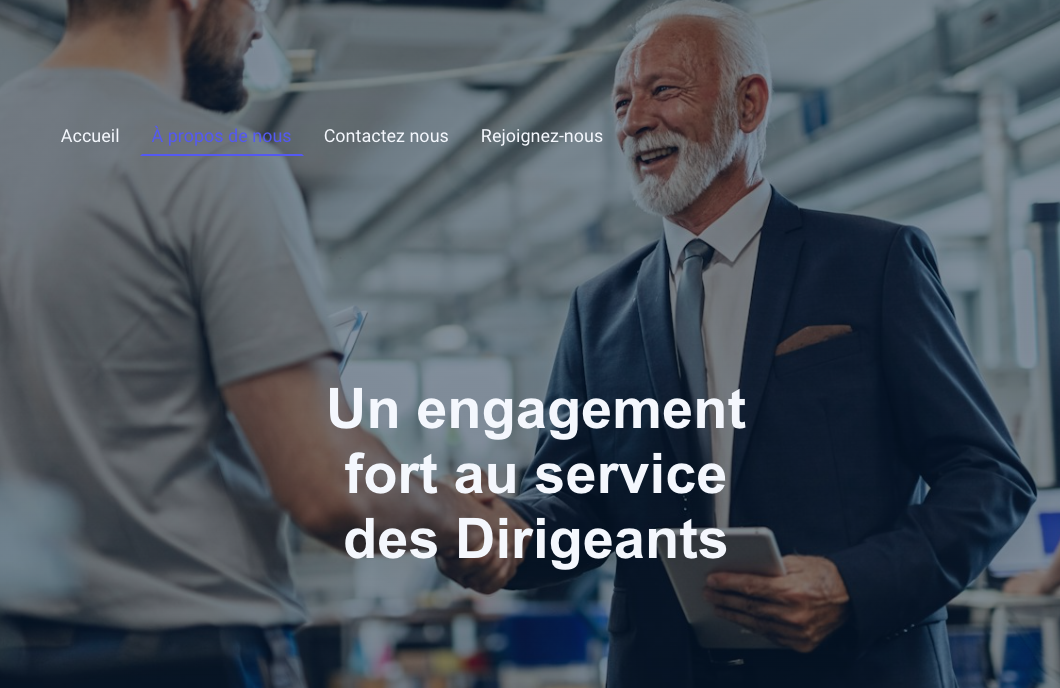 Accueil À propos de nous Contactez nous Rejoignez-nous
Un engagement
fort au service
des Dirigeants